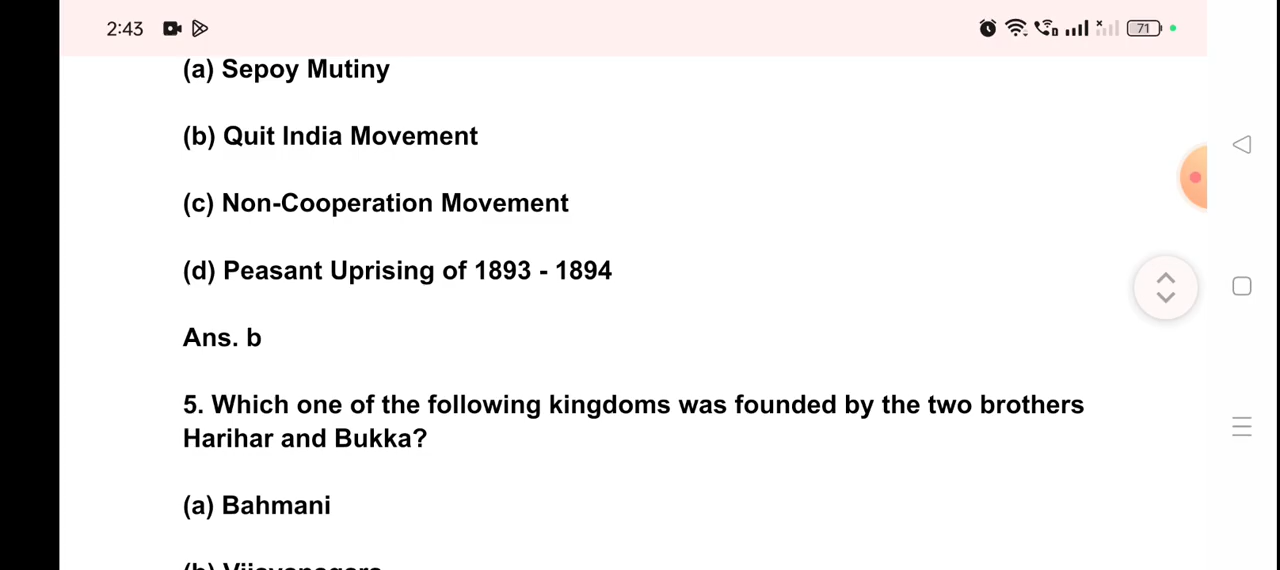 2:43
71
(a) Sepoy Mutiny
(b) Quit India Movement
(c) Non-Cooperation Movement
(d) Peasant Uprising of 1893 - 1894
Ans. b
5. Which one of the following kingdoms was founded by the two brothers
Harihar and Bukka?
(a) Bahmani
(b) Vijayanagara